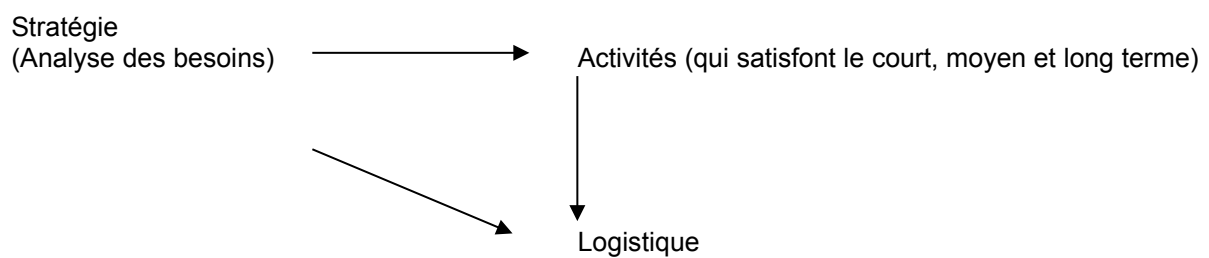 Stratégie
(Analyse des besoins)
Activités (qui satisfont le court, moyen et long terme)
Logistique